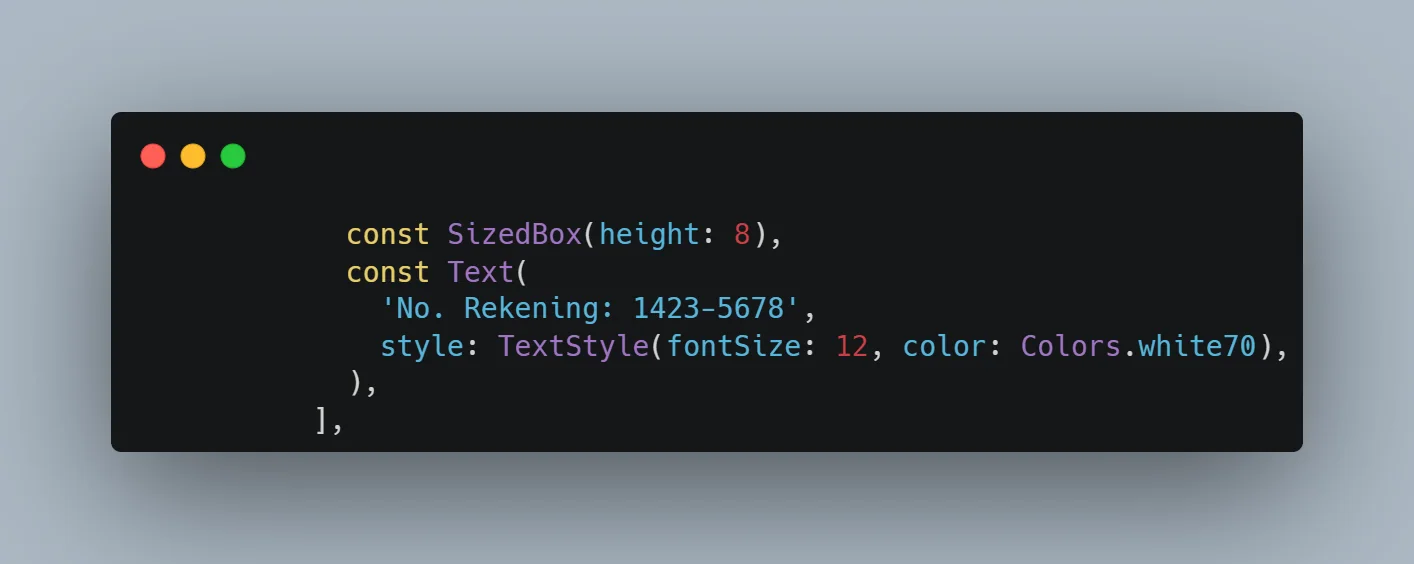 const SizedBox(height: 8),
const Text(
'No. Rekening: 1423-5678',
style: TextStyle(fontSize: 12, color: Colors.white70),
),
],